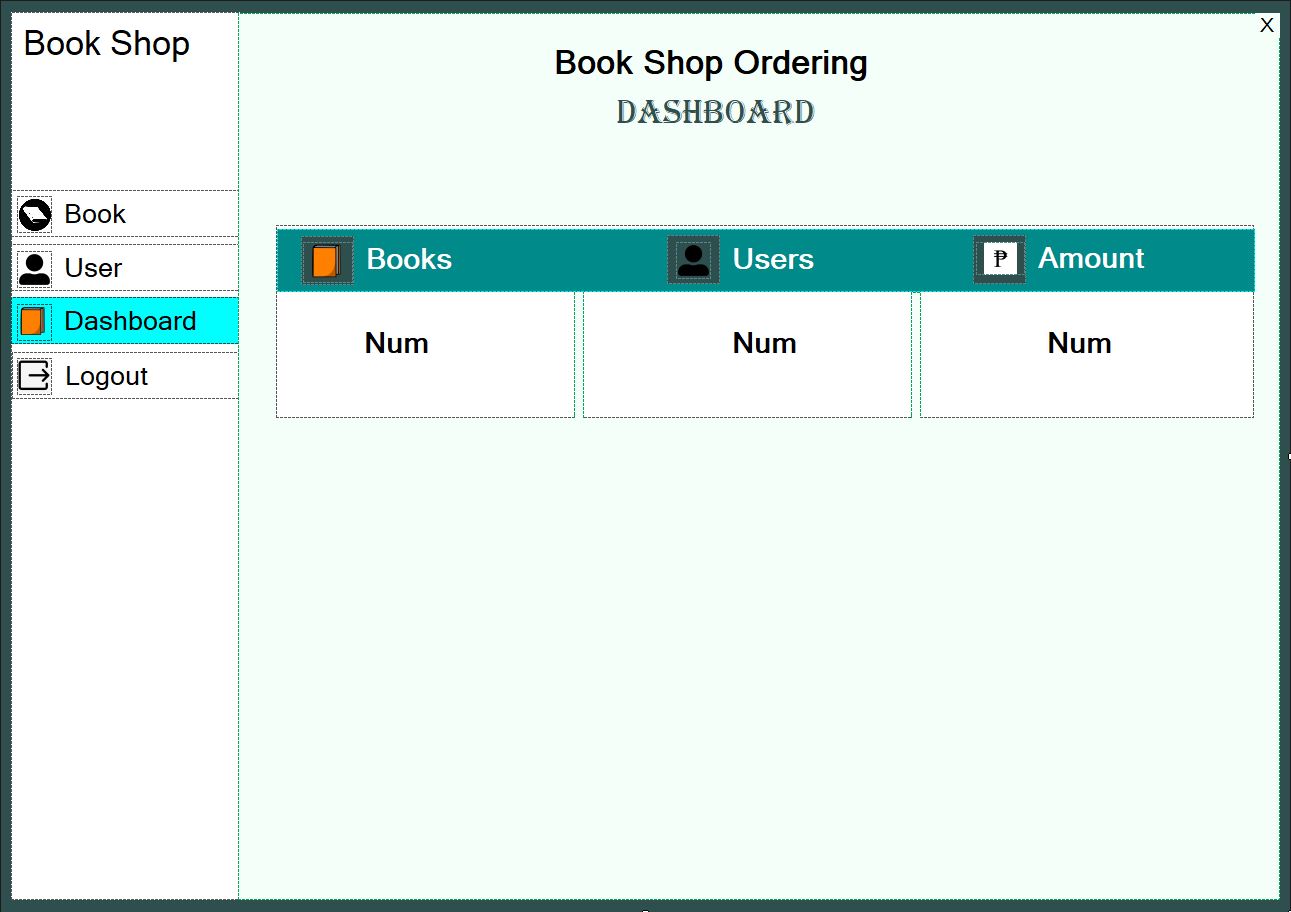 Book Shop
X
Book Shop Ordering
DASHBOARD
Book
User
Dashboard
Logout
Books
Users
₱ Amount
Num
Num
Num